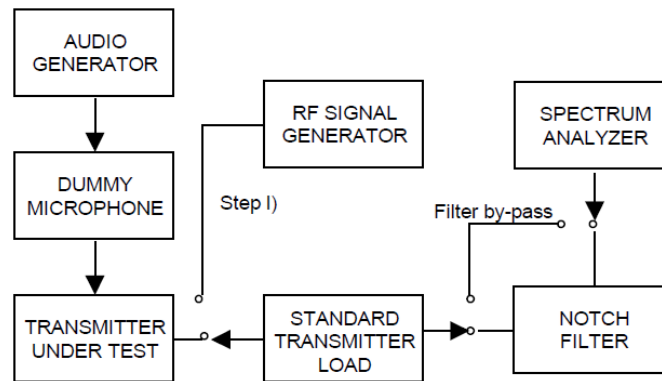 AUDIO
GENERATOR
RF SIGNAL
GENERATOR
SPECTRUM
ANALYZER
DUMMY
MICROPHONE
Step l)
Filter by-pass
TRANSMITTER
UNDER TEST
STANDARD
TRANSMITTER
LOAD
NOTCH
FILTER